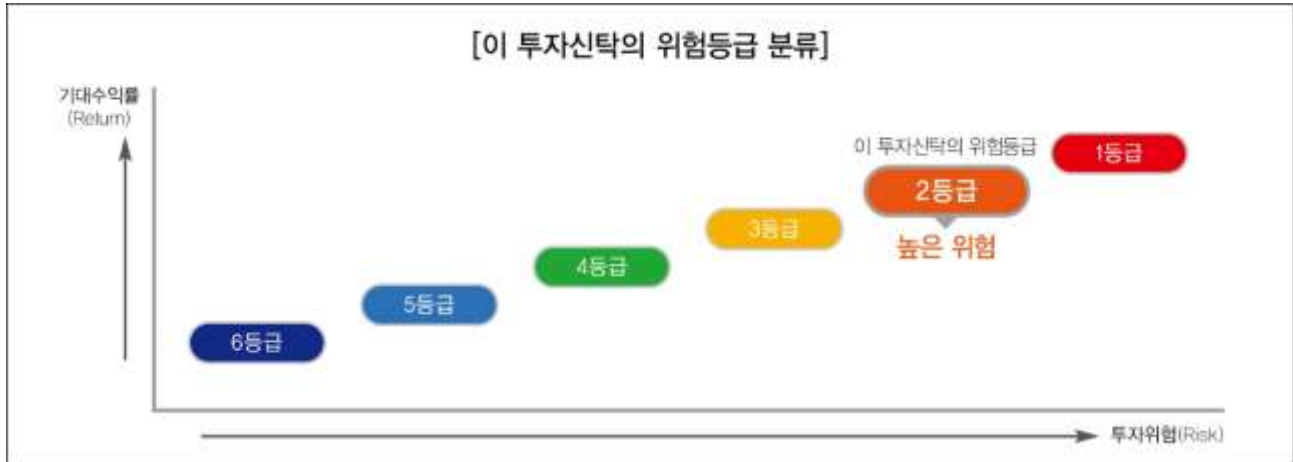 [이 투자신탁의 위험등급 분류]
기대수익률
(Return)
이 투자신탁의 위험등급
1등급
2등급
높은 위험
3등급
4등급
5등급
6등급
투자위험(Risk)